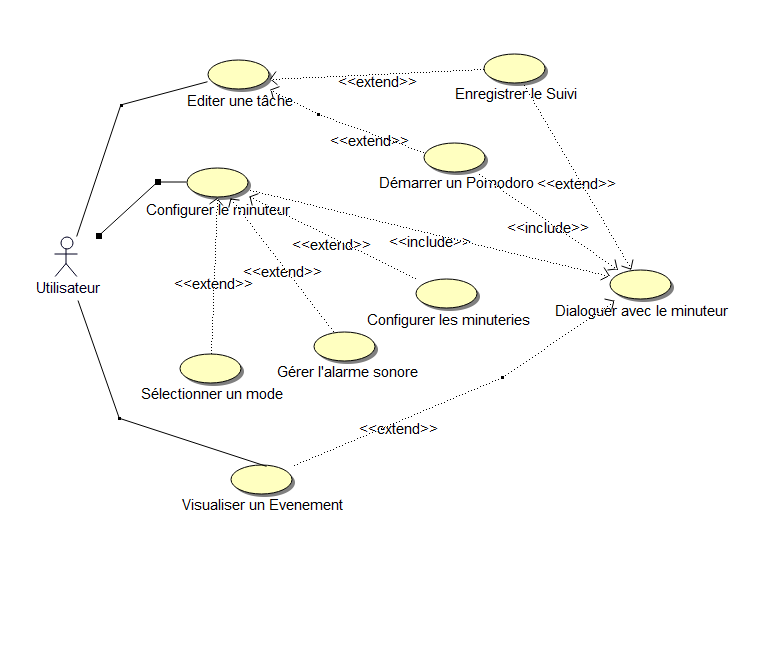 <<extend>>
Editer une tâche
Enregistrer le Suivi
<<extend>>
Démarrer un Pomodoro
<<extend>>
Configurer le minuteur
<<include>>
<<extend>>
<<include>>
<<extend>>
<<extend>>
Utilisateur
Dialoguer avec le minuteur
Configurer les minuteries
Gérer l'alarme sonore
Sélectionner un mode
<<extend>>
Visualiser un Evenement